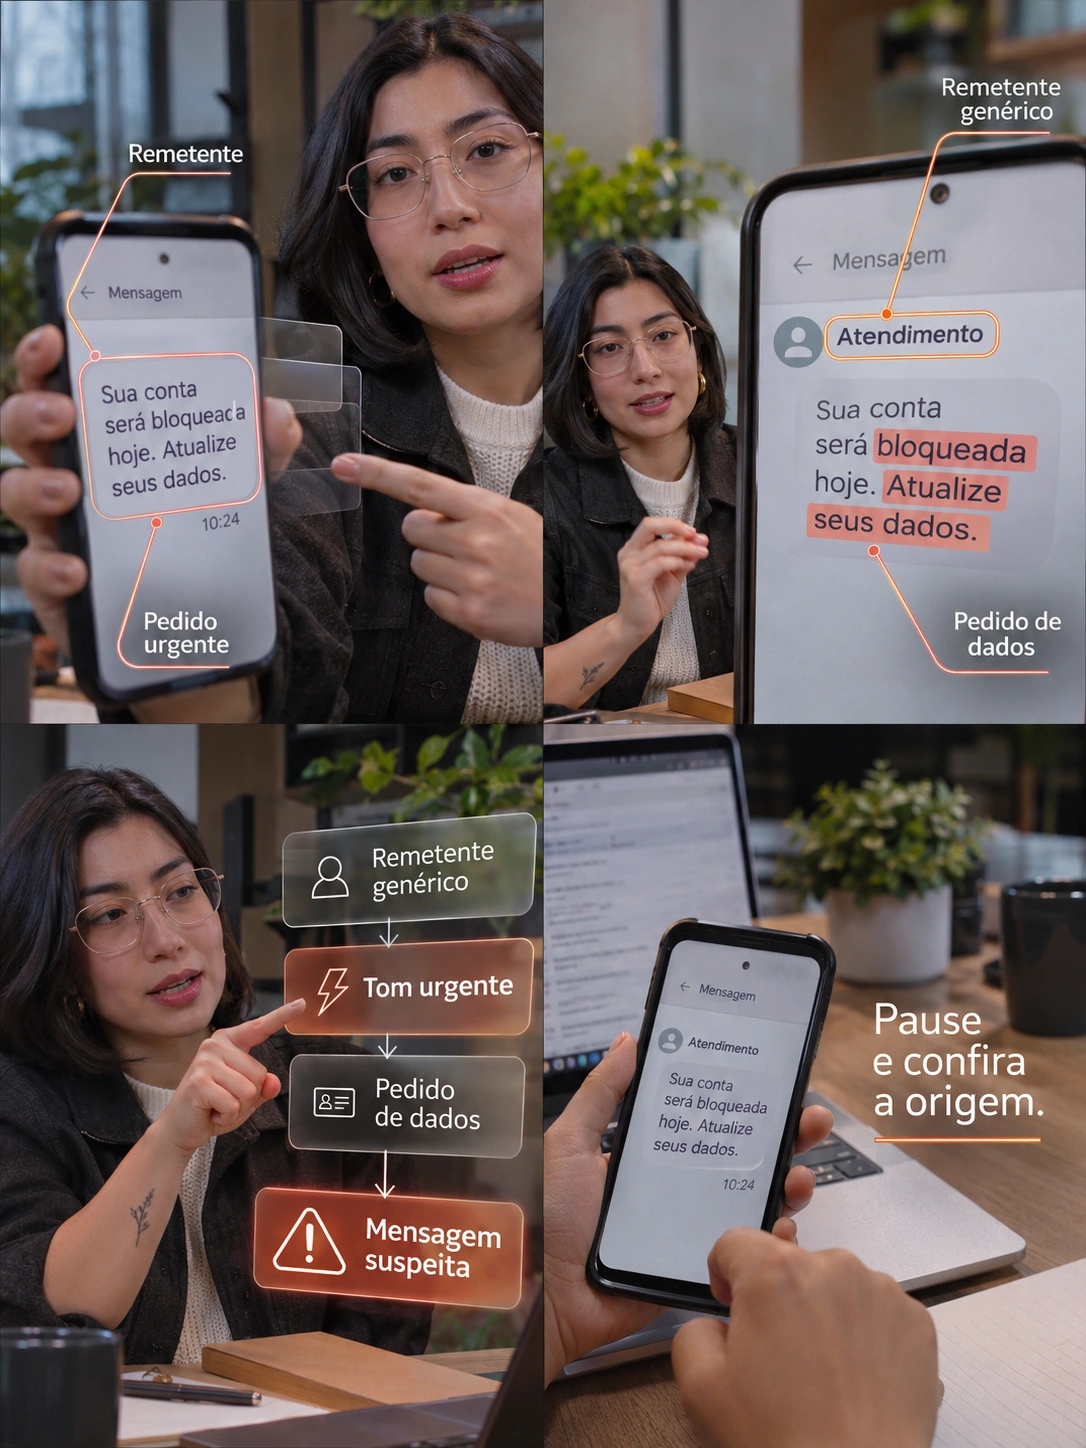 Remetente
Mensagem
Sua conta
será bloqueada
hoje. Atualize
seus dados.
10:24
Pedido
urgente
Remetente
genérico
Mensagem
Atendimento
Sua conta
será bloqueada
hoje. Atualize
seus dados.
Pedido de
dados
Remetente
genérico
Tom urgente
Pedido
de dados
Mensagem
suspeita
Mensagem
Atendimento
Sua conta
será bloqueada
hoje. Atualize
seus dados.
10:24
Pause
e confira
a origem.